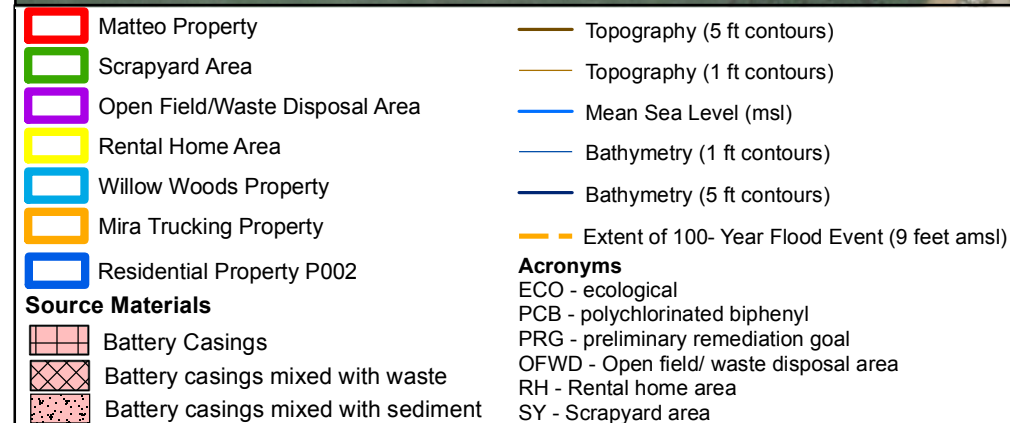 Matteo Property
Scrapyard Area
Open Field/Waste Disposal Area
Rental Home Area
Willow Woods Property
Mira Trucking Property
Residential Property P002
Source Materials
Battery Casings
Battery casings mixed with waste
Battery casings mixed with sediment
Topography (5 ft contours)
Topography (1 ft contours)
Mean Sea Level (msl)
Bathymetry (1 ft contours)
Bathymetry (5 ft contours)
Extent of 100- Year Flood Event (9 feet amsl)
Acronyms
ECO - ecological
PCB - polychlorinated biphenyl
PRG - preliminary remediation goal
OFWD - Open field/ waste disposal area
RH - Rental home area
SY - Scrapyard area